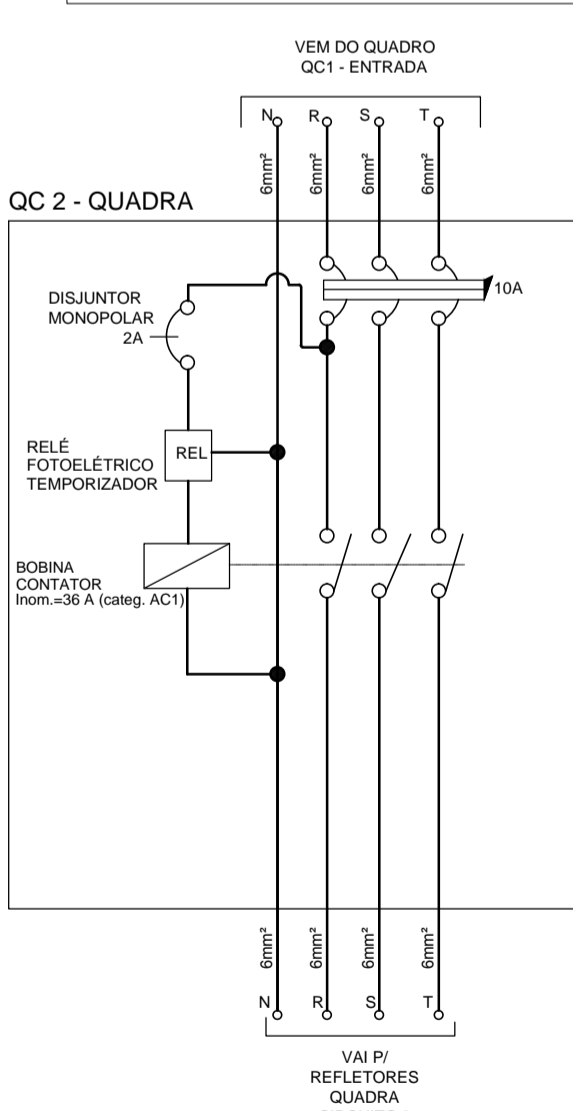 VEM DO QUADRO
QC1 - ENTRADA
N R S T
6mm² 6mm² 6mm² 6mm²
QC 2 - QUADRA
10A
DISJUNTOR
MONOPOLAR
2A
RELÉ
FOTOELÉTRICO
TEMPORIZADOR
REL
BOBINA
CONTATOR
Inom.=36 A (categ. AC1)
6mm² 6mm² 6mm² 6mm²
N R S T
VAI P/
REFLETORES
QUADRA